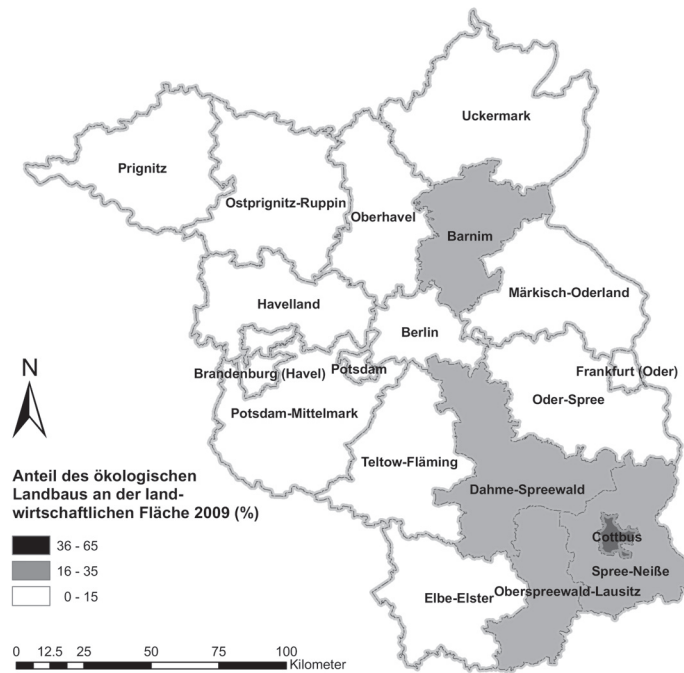 Uckermark
Prignitz
Ostprignitz-Ruppin
Oberhavel
Barnim
Havelland
Märkisch-Oderland
Berlin
Brandenburg (Havel)
Potsdam
Frankfurt (Oder)
Oder-Spree
Potsdam-Mittelmark
Teltow-Fläming
Dahme-Spreewald
Cottbus
Spree-Neiße
Elbe-Elster
Oberspreewald-Lausitz
N
Anteil des ökologischen
Landbaus an der land-
wirtschaftlichen Fläche 2009 (%)
36 - 65
16 - 35
0 - 15
0 12.5 25 50 75 100
Kilometer